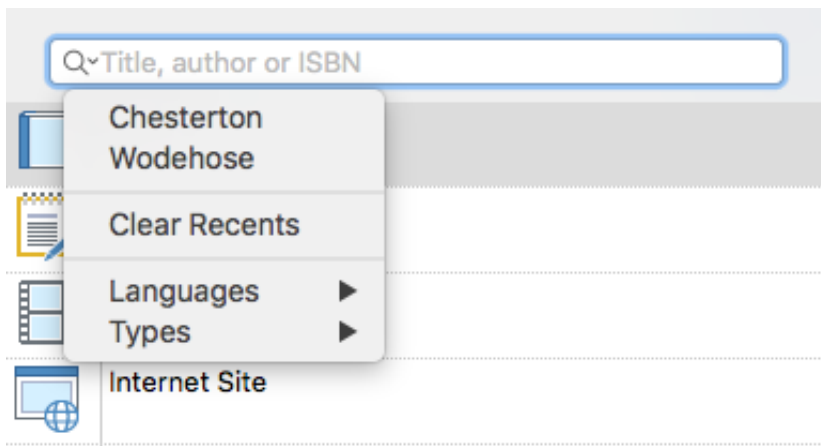 Title, author or ISBN
Chesterton
Wodehose
Clear Recents
Languages
Types
Internet Site